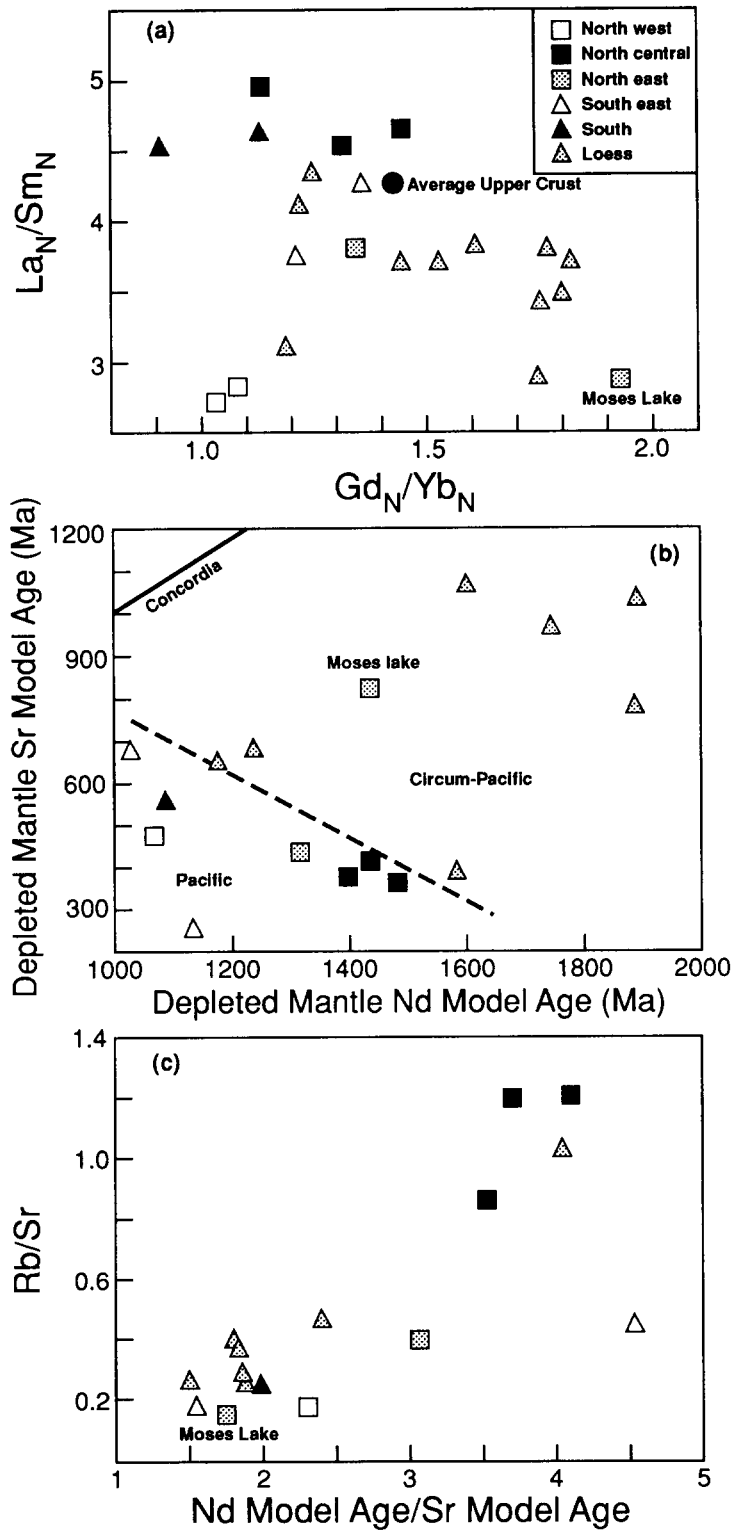 (a)
North west
North central
North east
South east
South
Loess
Average Upper Crust
Moses Lake
5
4
3
La_N/Sm_N
1.0 1.5 2.0
Gd_N/Yb_N
(b)
Concordia
Moses lake
Circum-Pacific
Pacific
1200
900
600
300
Depleted Mantle Sr Model Age (Ma)
1000 1200 1400 1600 1800 2000
Depleted Mantle Nd Model Age (Ma)
(c)
1.4
1.0
0.6
0.2
Rb/Sr
Moses Lake
1 2 3 4 5
Nd Model Age/Sr Model Age